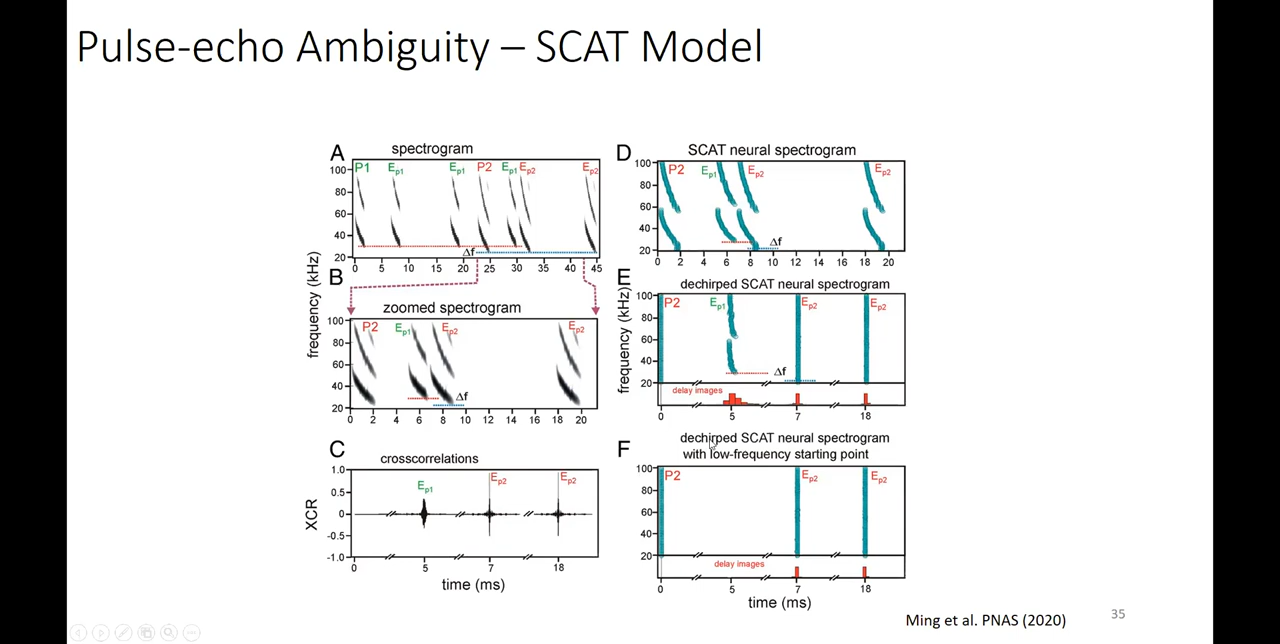 Pulse-echo Ambiguity – SCAT Model
A
spectrogram
P1 Ep1 Ep1 P2 Ep1 Ep2 Ep2
100
80
60
40
20
Δf
0 5 10 15 20 25 30 35 40 45
frequency (kHz)
B
zoomed spectrogram
P2 Ep1 Ep2 Ep2
100
80
60
40
20
Δf
0 2 4 6 8 10 12 14 16 18 20
C
crosscorrelations
Ep1 Ep2 Ep2
XCR
1.0
0.5
0
-0.5
-1.0
0 5 7 18
time (ms)
D
SCAT neural spectrogram
P2 Ep1 Ep2 Ep2
100
80
60
40
20
Δf
0 2 4 6 8 10 12 14 16 18 20
frequency (kHz)
E
dechirped SCAT neural spectrogram
P2 Ep1 Ep2 Ep2
100
80
60
40
20
Δf
delay images
0 5 7 18
F
dechirped SCAT neural spectrogram
with low-frequency starting point
P2 Ep2 Ep2
100
80
60
40
20
delay images
0 5 7 18
time (ms)
Ming et al. PNAS (2020)
35